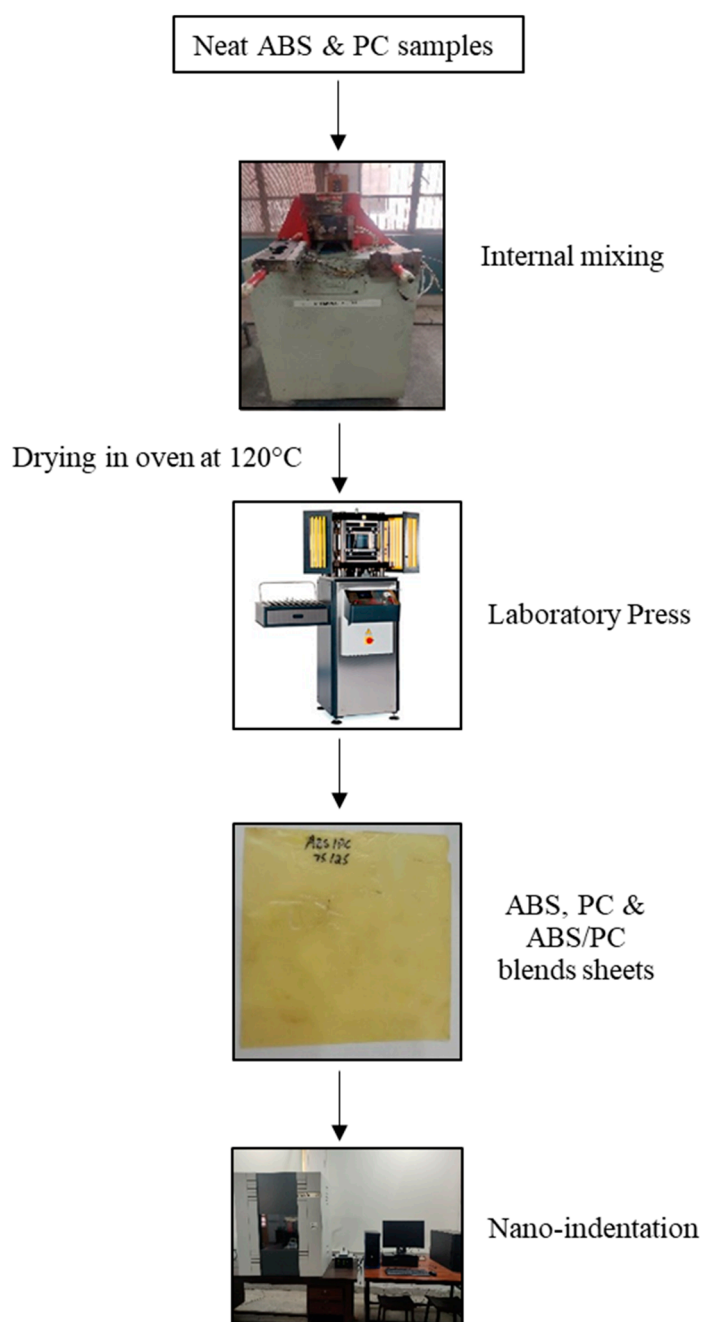 Neat ABS & PC samples
Internal mixing
Drying in oven at 120°C
Laboratory Press
ABS/PC
75/25
ABS, PC &
ABS/PC
blends sheets
Nano-indentation